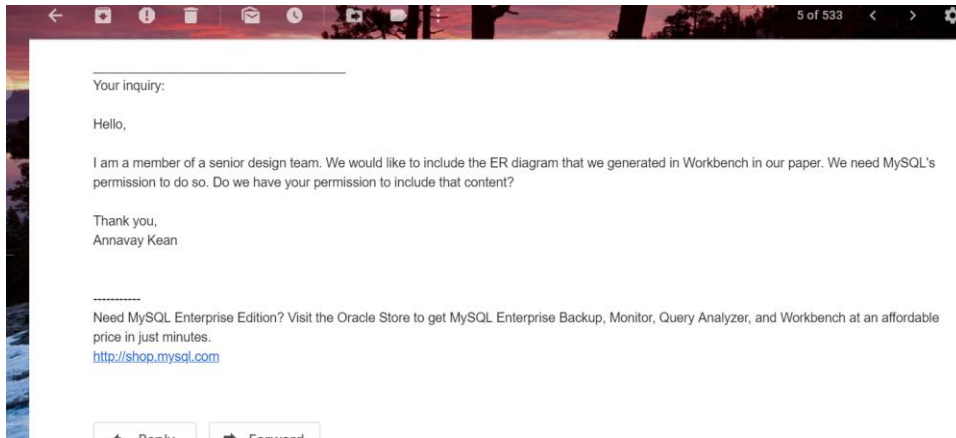 5 of 533
Your inquiry:
Hello,
I am a member of a senior design team. We would like to include the ER diagram that we generated in Workbench in our paper. We need MySQL's
permission to do so. Do we have your permission to include that content?
Thank you,
Annavay Kean
-----------
Need MySQL Enterprise Edition? Visit the Oracle Store to get MySQL Enterprise Backup, Monitor, Query Analyzer, and Workbench at an affordable
price in just minutes.
http://shop.mysql.com
Reply Forward